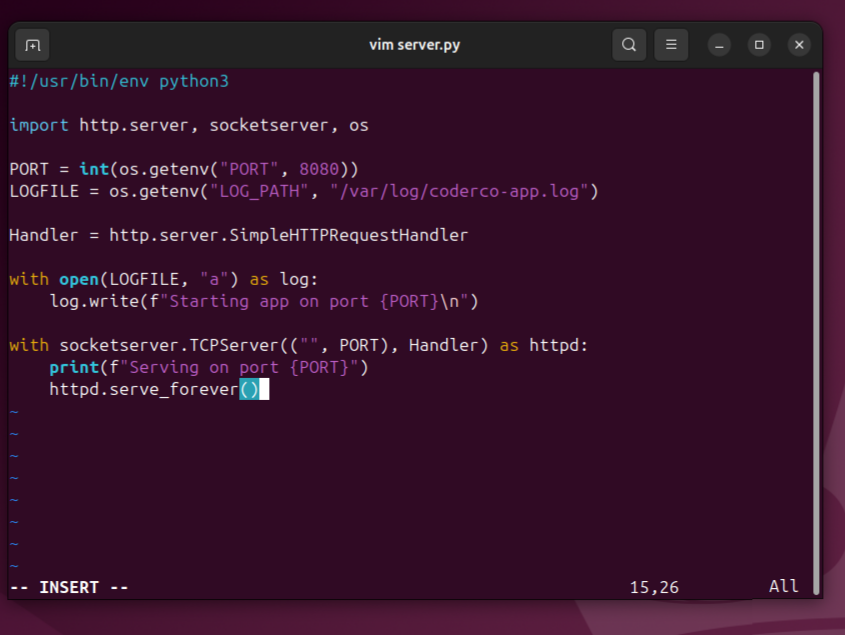 vim server.py
#!/usr/bin/env python3
import http.server, socketserver, os
PORT = int(os.getenv("PORT", 8080))
LOGFILE = os.getenv("LOG_PATH", "/var/log/coderco-app.log")
Handler = http.server.SimpleHTTPRequestHandler
with open(LOGFILE, "a") as log:
    log.write(f"Starting app on port {PORT}\n")
with socketserver.TCPServer(("", PORT), Handler) as httpd:
    print(f"Serving on port {PORT}")
    httpd.serve_forever()
~
~
~
~
~
~
~
~
-- INSERT -- 15,26 All